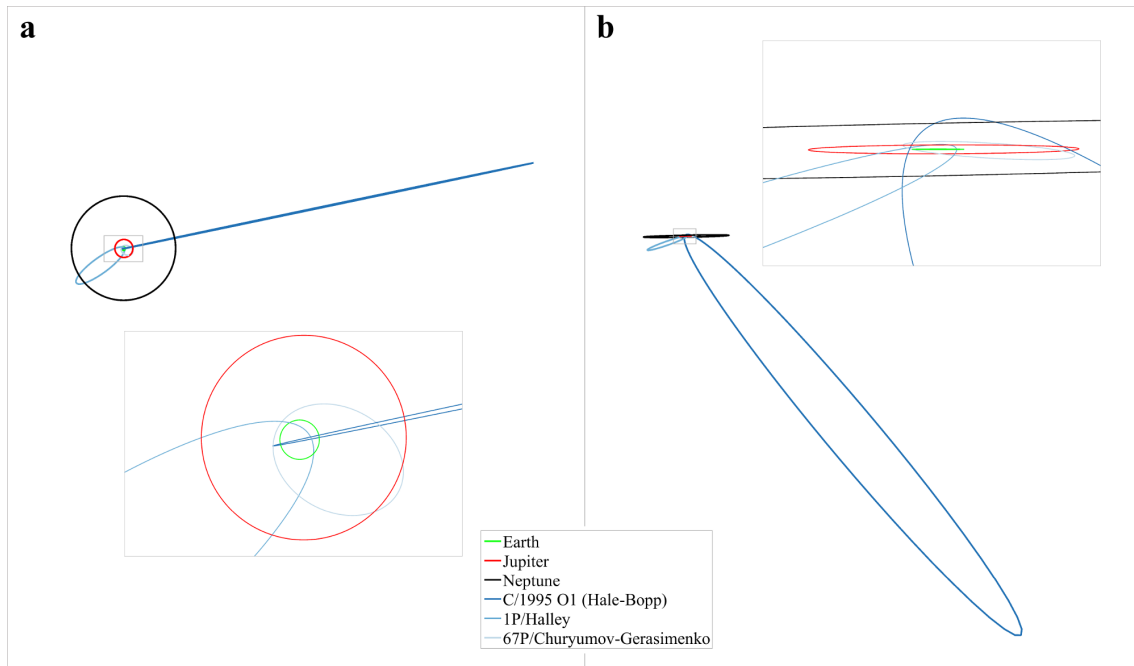 a
b
Earth
Jupiter
Neptune
C/1995 O1 (Hale-Bopp)
1P/Halley
67P/Churyumov-Gerasimenko